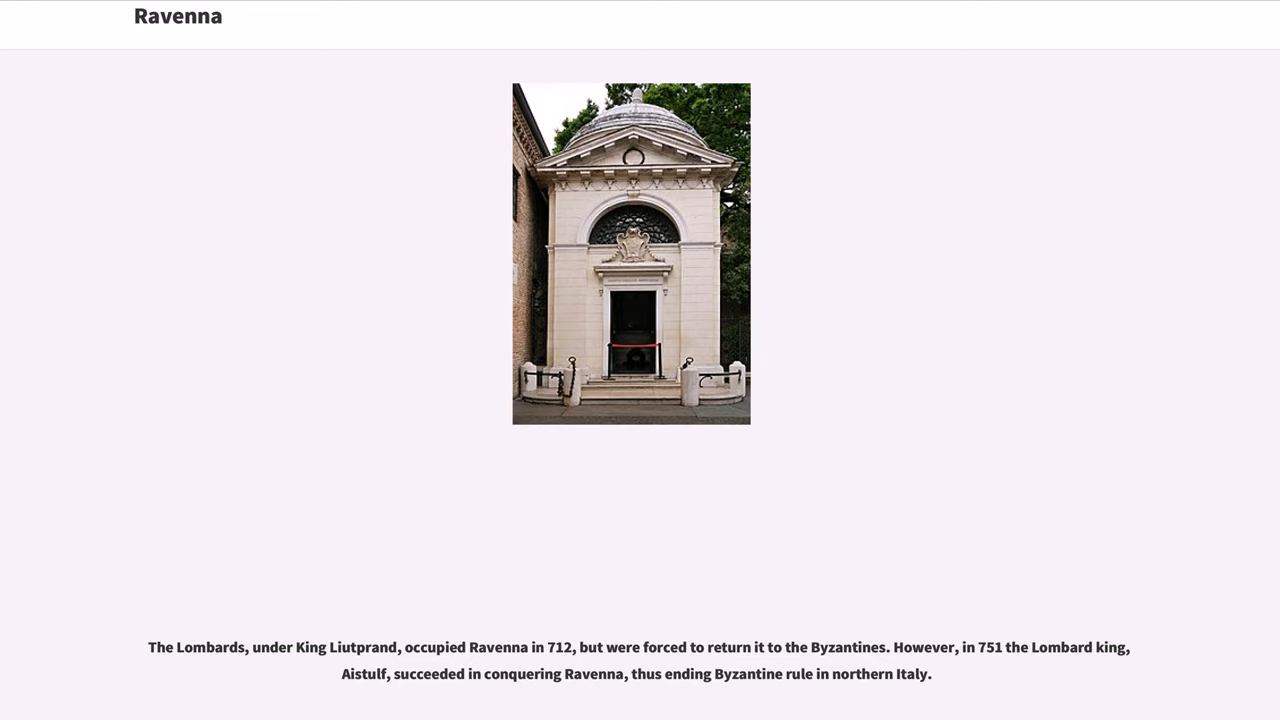 Ravenna
The Lombards, under King Liutprand, occupied Ravenna in 712, but were forced to return it to the Byzantines. However, in 751 the Lombard king,
Aistulf, succeeded in conquering Ravenna, thus ending Byzantine rule in northern Italy.